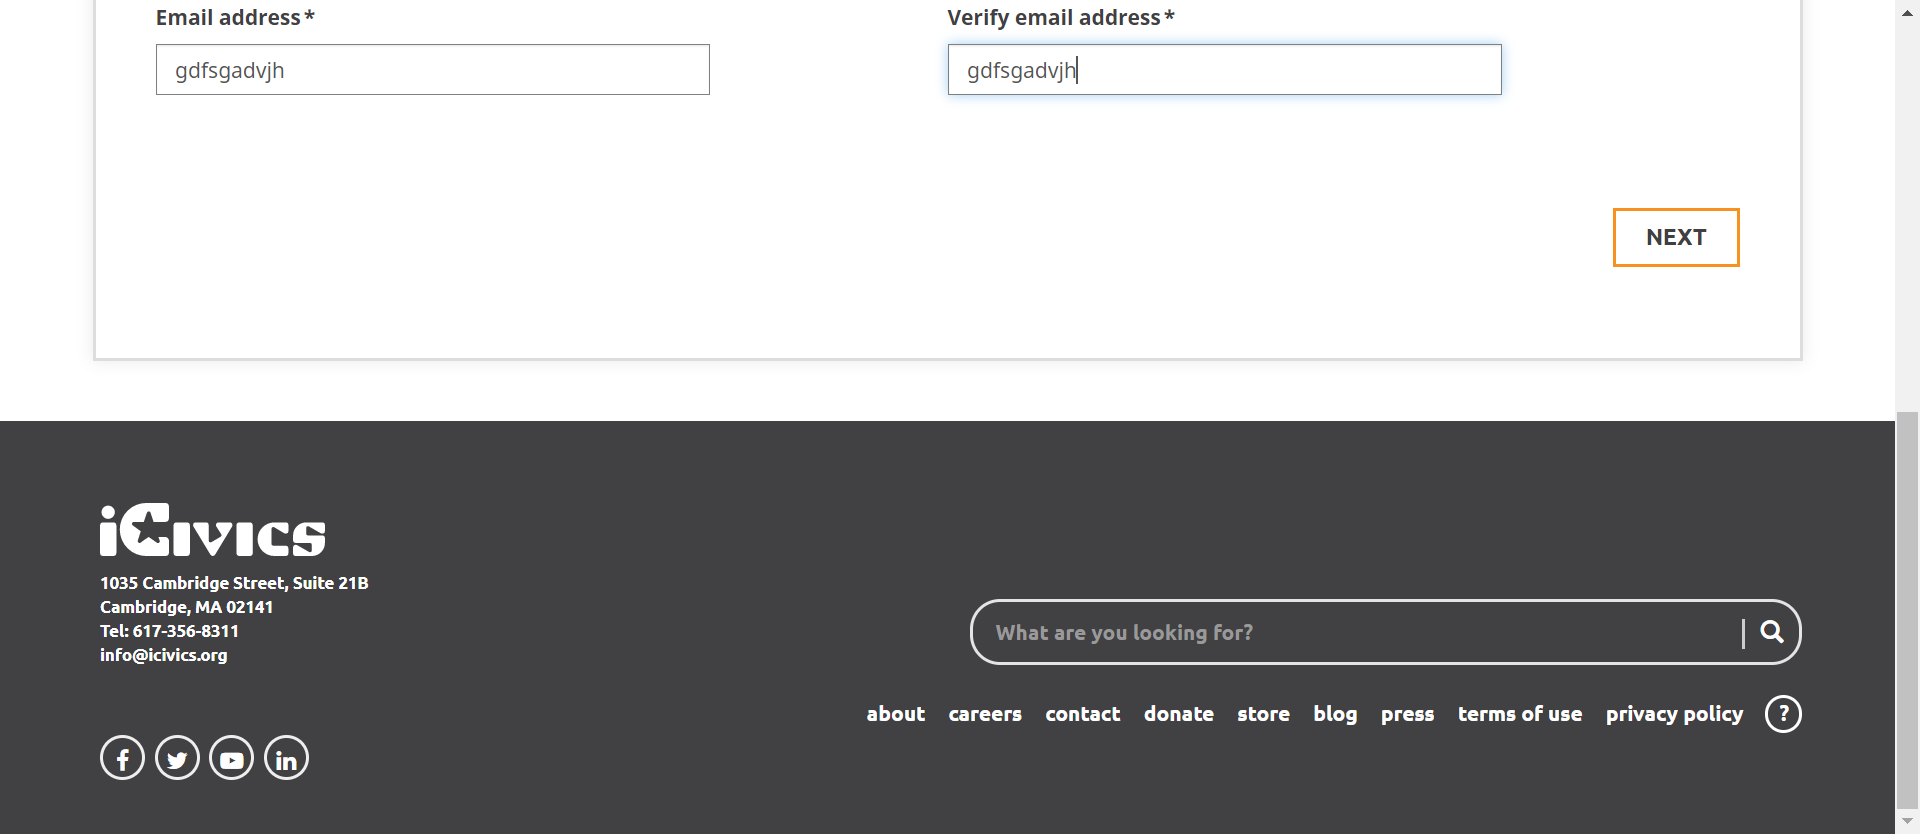 Email address*
Verify email address*
gdfsgadvjh
gdfsgadvjh
NEXT
iCivics
1035 Cambridge Street, Suite 21B
Cambridge, MA 02141
Tel: 617-356-8311
info@icivics.org
What are you looking for?
about careers contact donate store blog press terms of use privacy policy ?